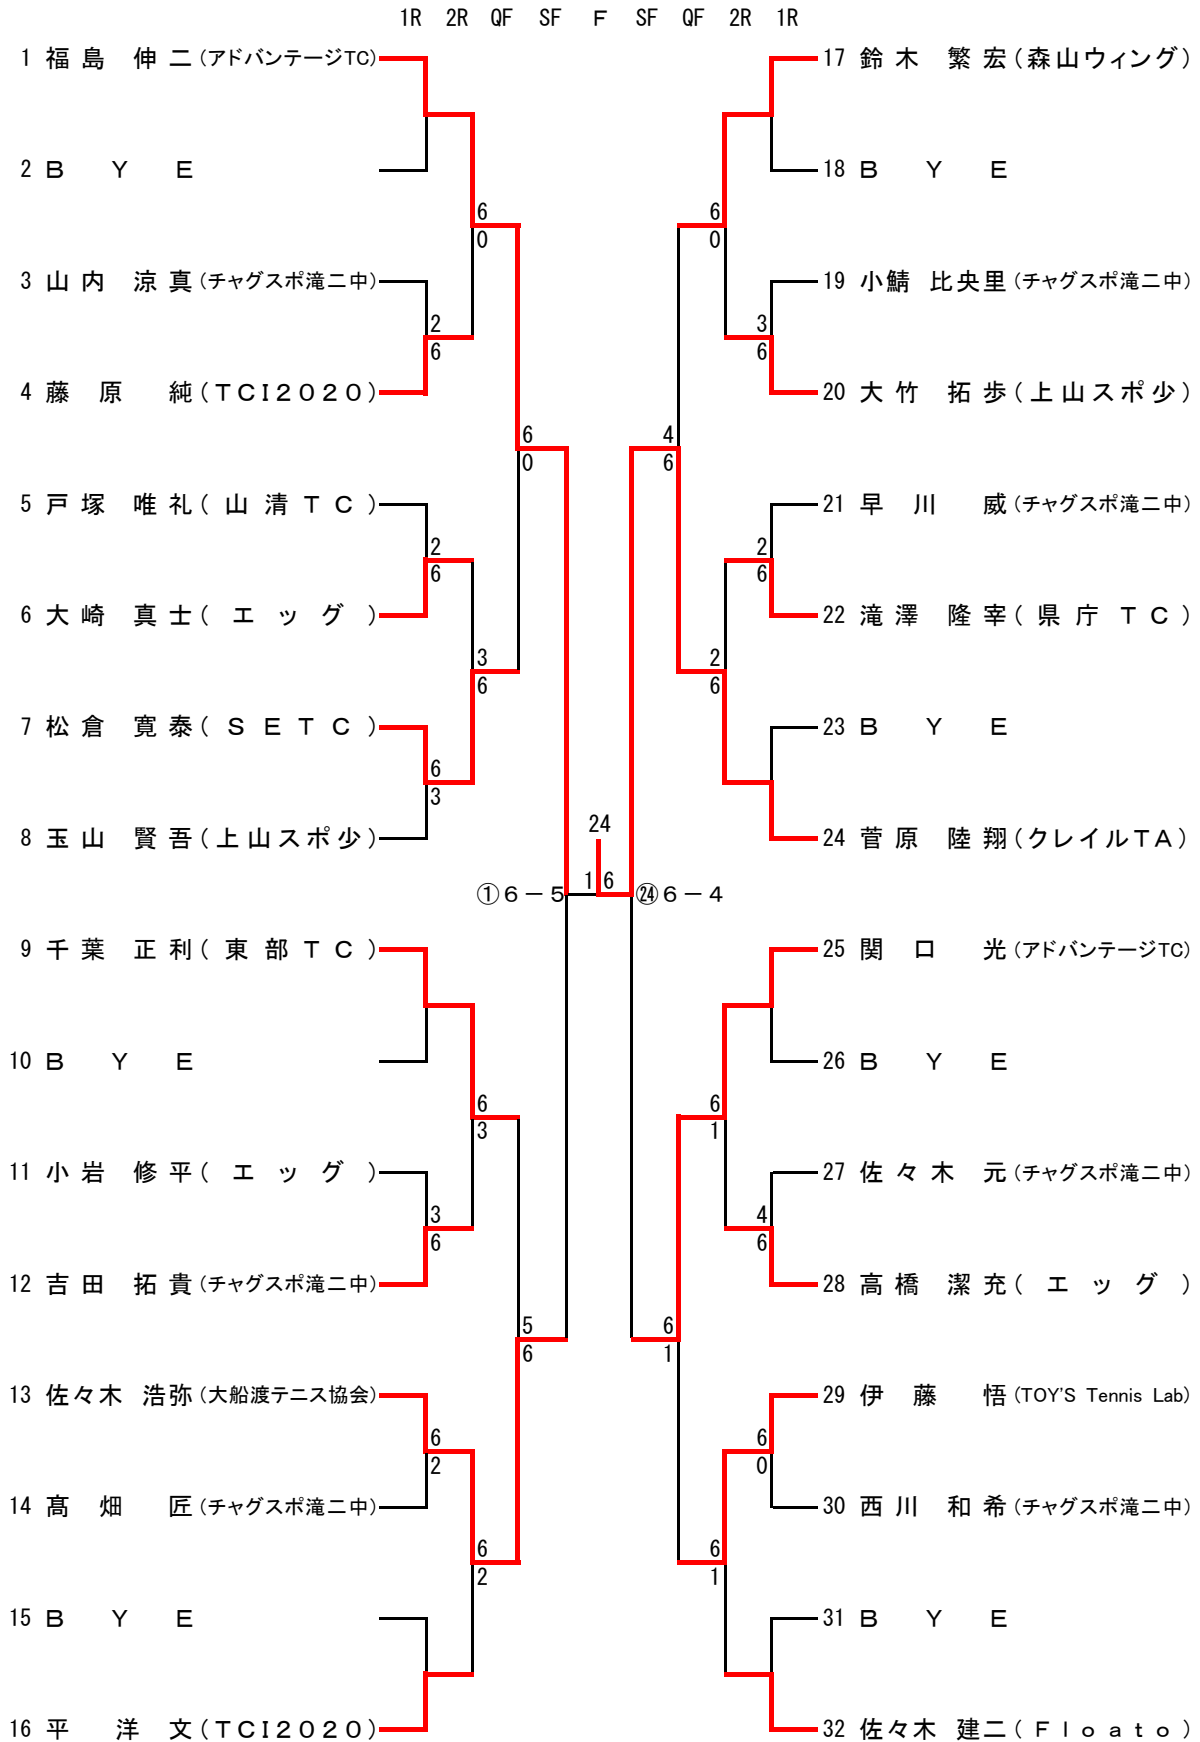 1R 2R QF SF F SF QF 2R 1R
1 福島 伸二 (アドバンテージTC)
2 B Y E
3 山内 涼真 (チャグスポ滝二中)
4 藤原 純 (TCI2020)
5 戸塚 唯礼 (山清TC)
6 大崎 真士 (エッグ)
7 松倉 寛泰 (SETC)
8 玉山 賢吾 (上山スポ少)
9 千葉 正利 (東部TC)
10 B Y E
11 小岩 修平 (エッグ)
12 吉田 拓貴 (チャグスポ滝二中)
13 佐々木 浩弥 (大船渡テニス協会)
14 髙畑 匠 (チャグスポ滝二中)
15 B Y E
16 平 洋文 (TCI2020)
2
6
2
6
6
3
3
6
6
2
6
0
3
6
6
3
6
2
6
0
5
6
①6-5
24
1 6
㉔6-4
4
6
6
1
6
0
2
6
6
1
6
1
3
6
2
6
4
6
6
0
17 鈴木 繁宏 (森山ウィング)
18 B Y E
19 小鯖 比央里 (チャグスポ滝二中)
20 大竹 拓歩 (上山スポ少)
21 早川 威 (チャグスポ滝二中)
22 滝澤 隆宰 (県庁TC)
23 B Y E
24 菅原 陸翔 (クレイルTA)
25 関口 光 (アドバンテージTC)
26 B Y E
27 佐々木 元 (チャグスポ滝二中)
28 高橋 潔充 (エッグ)
29 伊藤 悟 (TOY'S Tennis Lab)
30 西川 和希 (チャグスポ滝二中)
31 B Y E
32 佐々木 建二 (Floato)